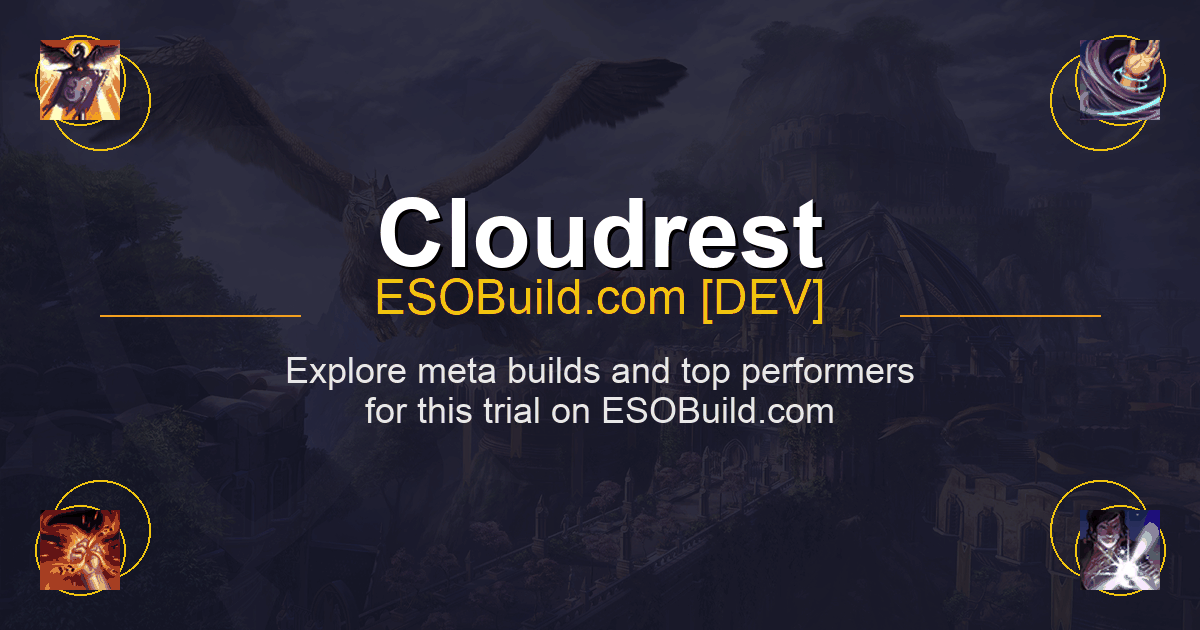 Cloudrest
ESOBuild.com [DEV]
Explore meta builds and top performers
for this trial on ESOBuild.com